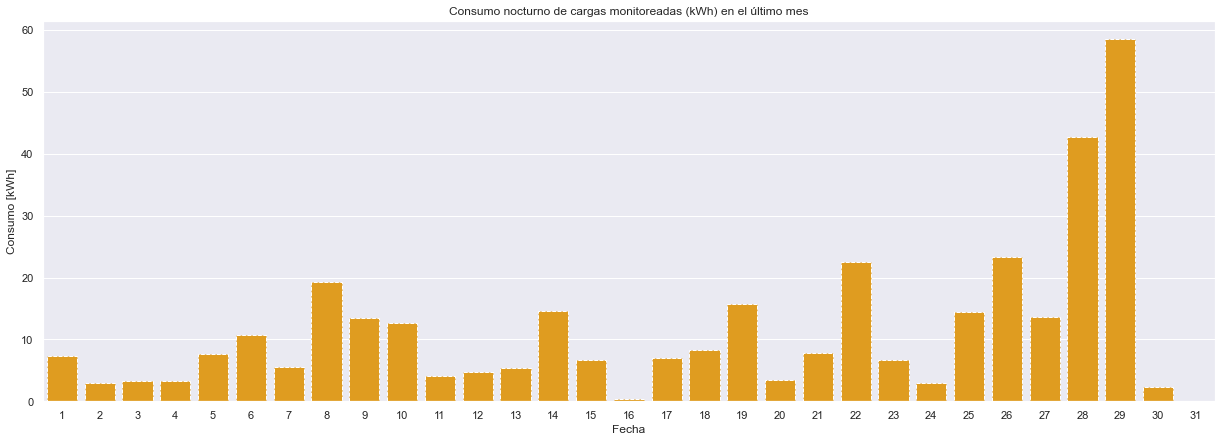 Consumo nocturno de cargas monitoreadas (kWh) en el último mes
60
50
40
30
20
10
0
Consumo [kWh]
1 2 3 4 5 6 7 8 9 10 11 12 13 14 15 16 17 18 19 20 21 22 23 24 25 26 27 28 29 30 31
Fecha